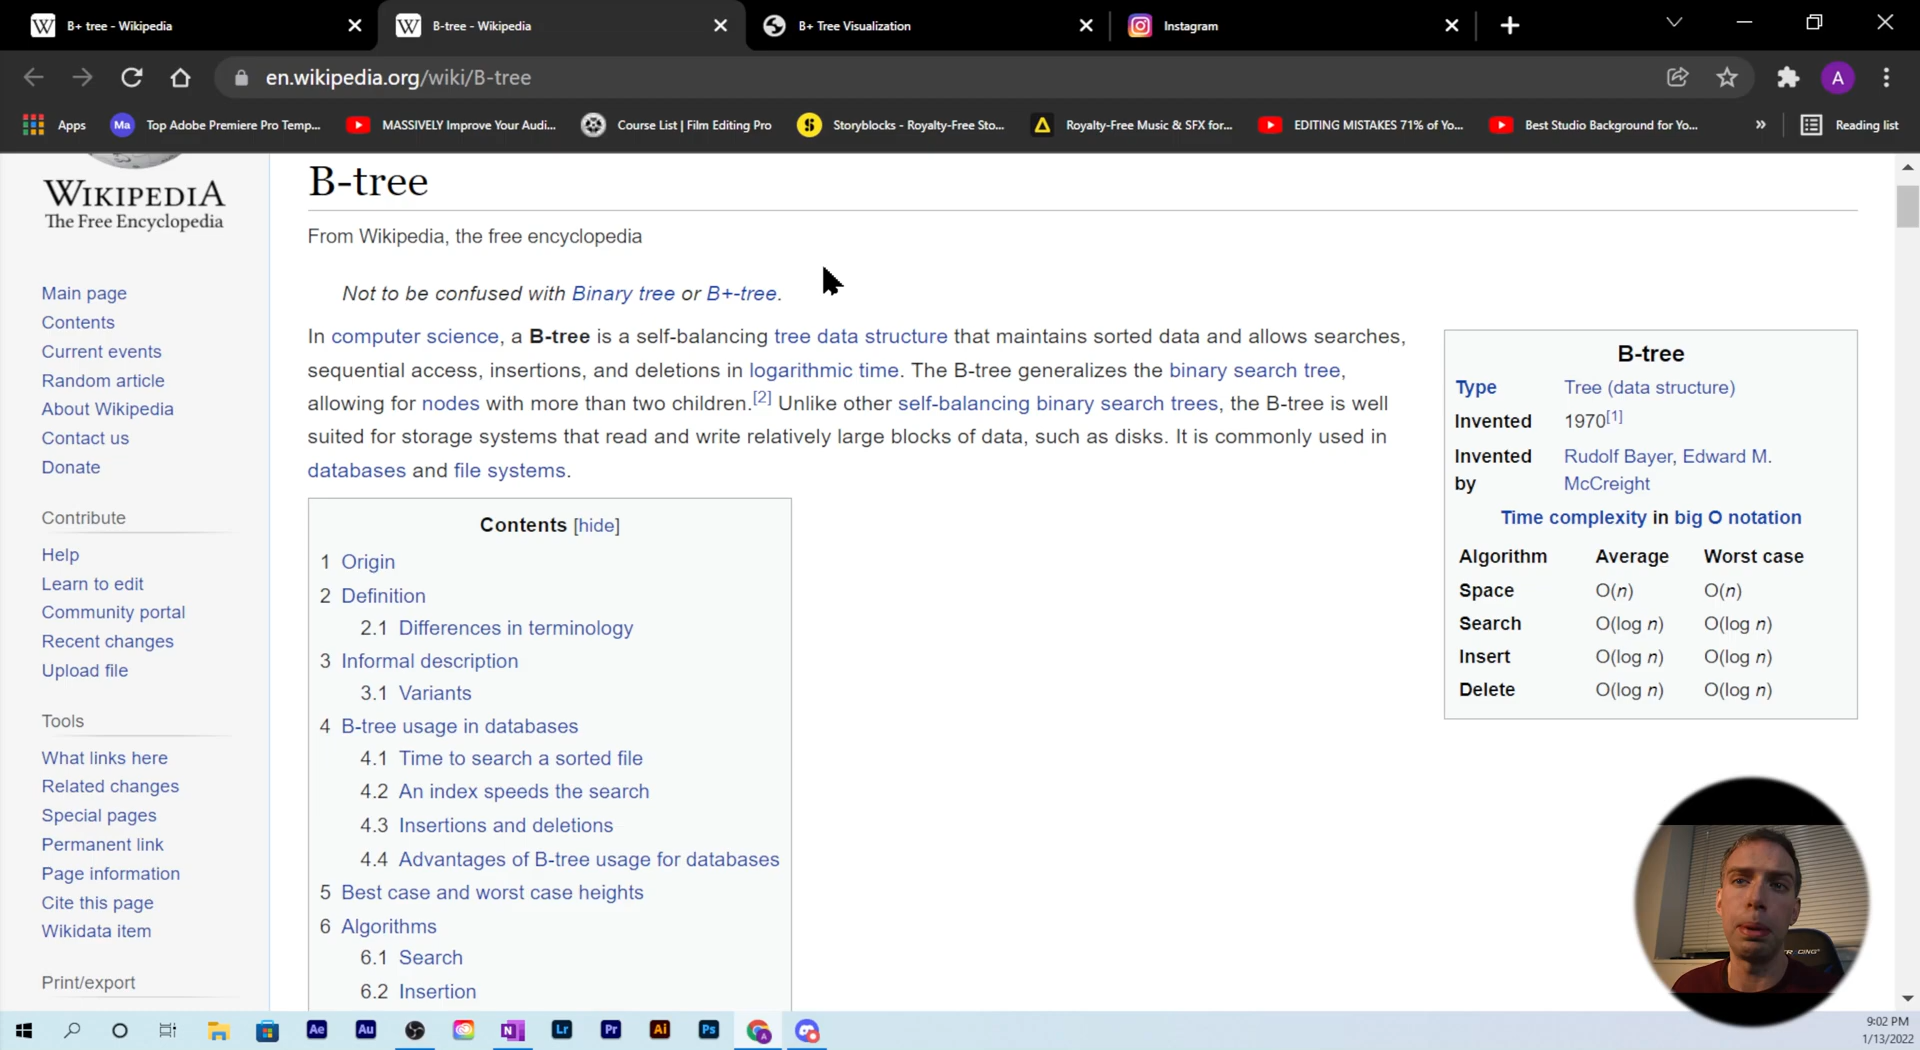 B+ tree - Wikipedia
B-tree - Wikipedia
B+ Tree Visualization
Instagram
en.wikipedia.org/wiki/B-tree
A
Apps
Ma
Top Adobe Premiere Pro Temp...
MASSIVELY Improve Your Audi...
Course List | Film Editing Pro
Storyblocks - Royalty-Free Sto...
Royalty-Free Music & SFX for...
EDITING MISTAKES 71% of Yo...
Best Studio Background for Yo...
»
Reading list
WIKIPEDIA
The Free Encyclopedia
Main page
Contents
Current events
Random article
About Wikipedia
Contact us
Donate
Contribute
Help
Learn to edit
Community portal
Recent changes
Upload file
Tools
What links here
Related changes
Special pages
Permanent link
Page information
Cite this page
Wikidata item
Print/export
B-tree
From Wikipedia, the free encyclopedia
Not to be confused with Binary tree or B+-tree.
In computer science, a B-tree is a self-balancing tree data structure that maintains sorted data and allows searches,
sequential access, insertions, and deletions in logarithmic time. The B-tree generalizes the binary search tree,
allowing for nodes with more than two children.[2] Unlike other self-balancing binary search trees, the B-tree is well
suited for storage systems that read and write relatively large blocks of data, such as disks. It is commonly used in
databases and file systems.
Contents [hide]
1 Origin
2 Definition
2.1 Differences in terminology
3 Informal description
3.1 Variants
4 B-tree usage in databases
4.1 Time to search a sorted file
4.2 An index speeds the search
4.3 Insertions and deletions
4.4 Advantages of B-tree usage for databases
5 Best case and worst case heights
6 Algorithms
6.1 Search
6.2 Insertion
B-tree
Type Tree (data structure)
Invented 1970[1]
Invented by Rudolf Bayer, Edward M.
McCreight
Time complexity in big O notation
Algorithm Average Worst case
Space O(n) O(n)
Search O(log n) O(log n)
Insert O(log n) O(log n)
Delete O(log n) O(log n)
Ae
Au
N
Lr
Pr
Ai
Ps
9:02 PM
1/13/2022